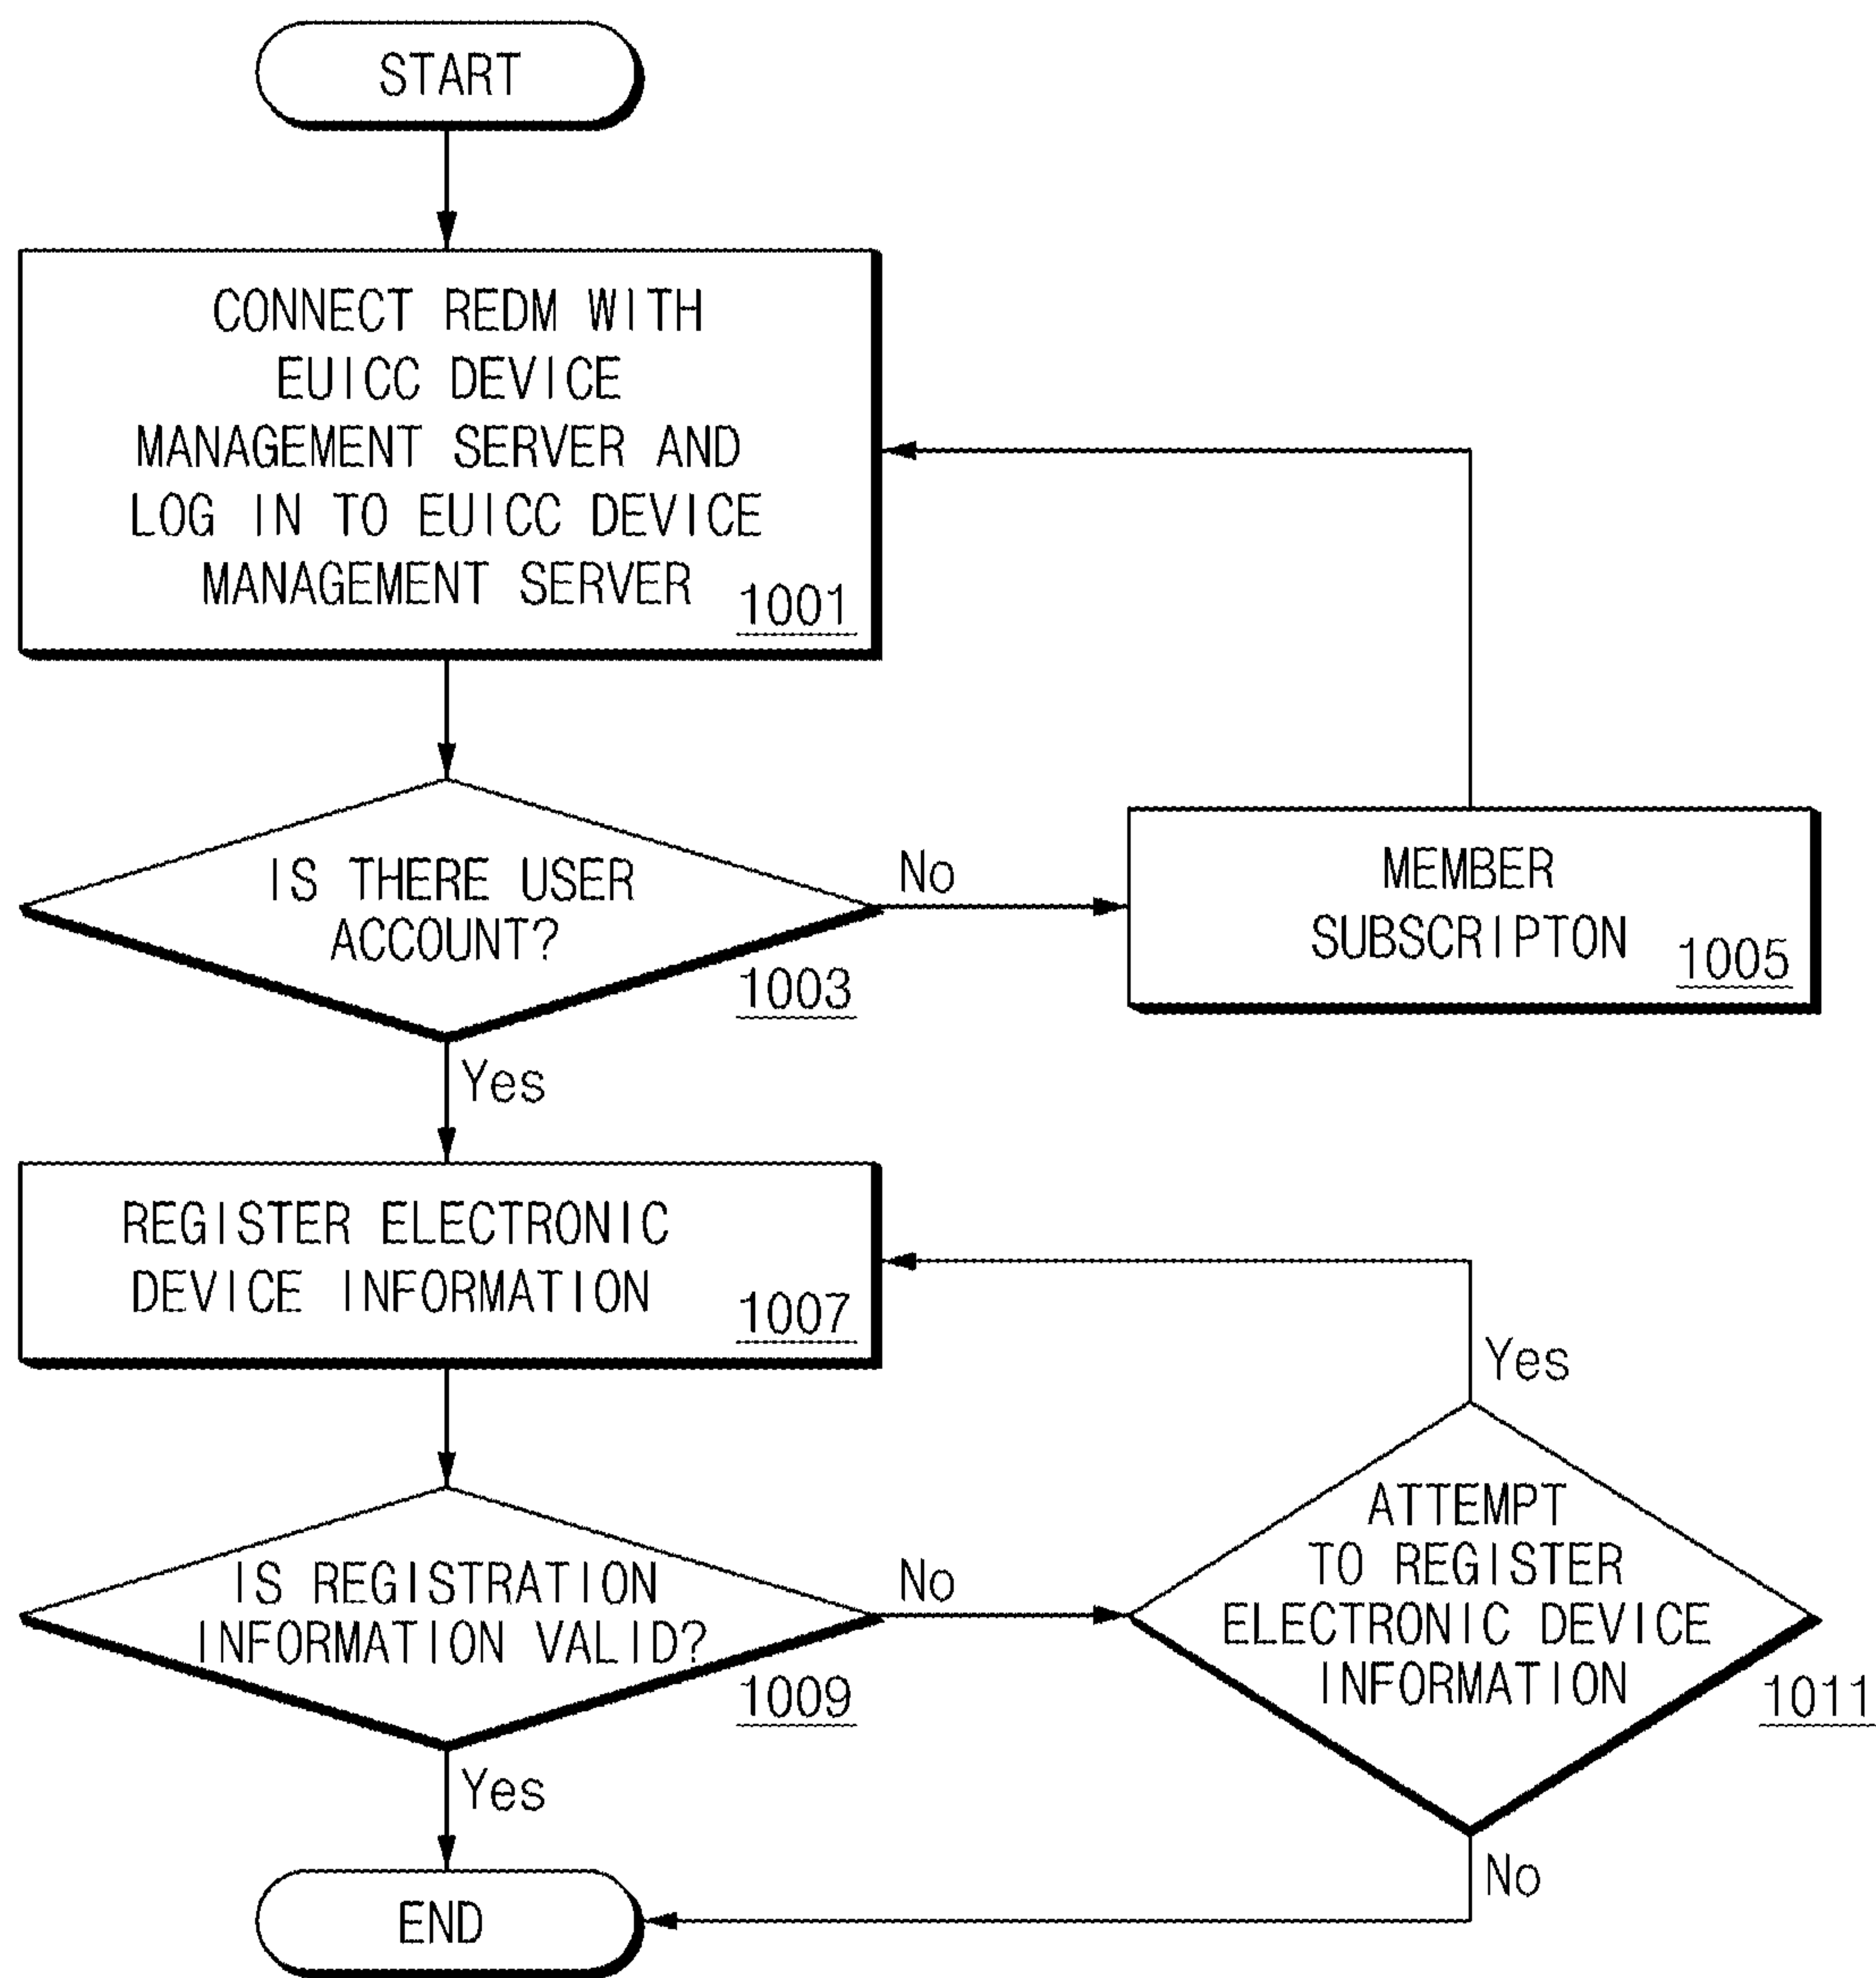 START
CONNECT REDM WITH
EUICC DEVICE
MANAGEMENT SERVER AND
LOG IN TO EUICC DEVICE
MANAGEMENT SERVER
1001
IS THERE USER
ACCOUNT?
1003
No
MEMBER
SUBSCRIPTON
1005
Yes
REGISTER ELECTRONIC
DEVICE INFORMATION
1007
IS REGISTRATION
INFORMATION VALID?
1009
No
ATTEMPT
TO REGISTER
ELECTRONIC DEVICE
INFORMATION
1011
Yes
No
Yes
END